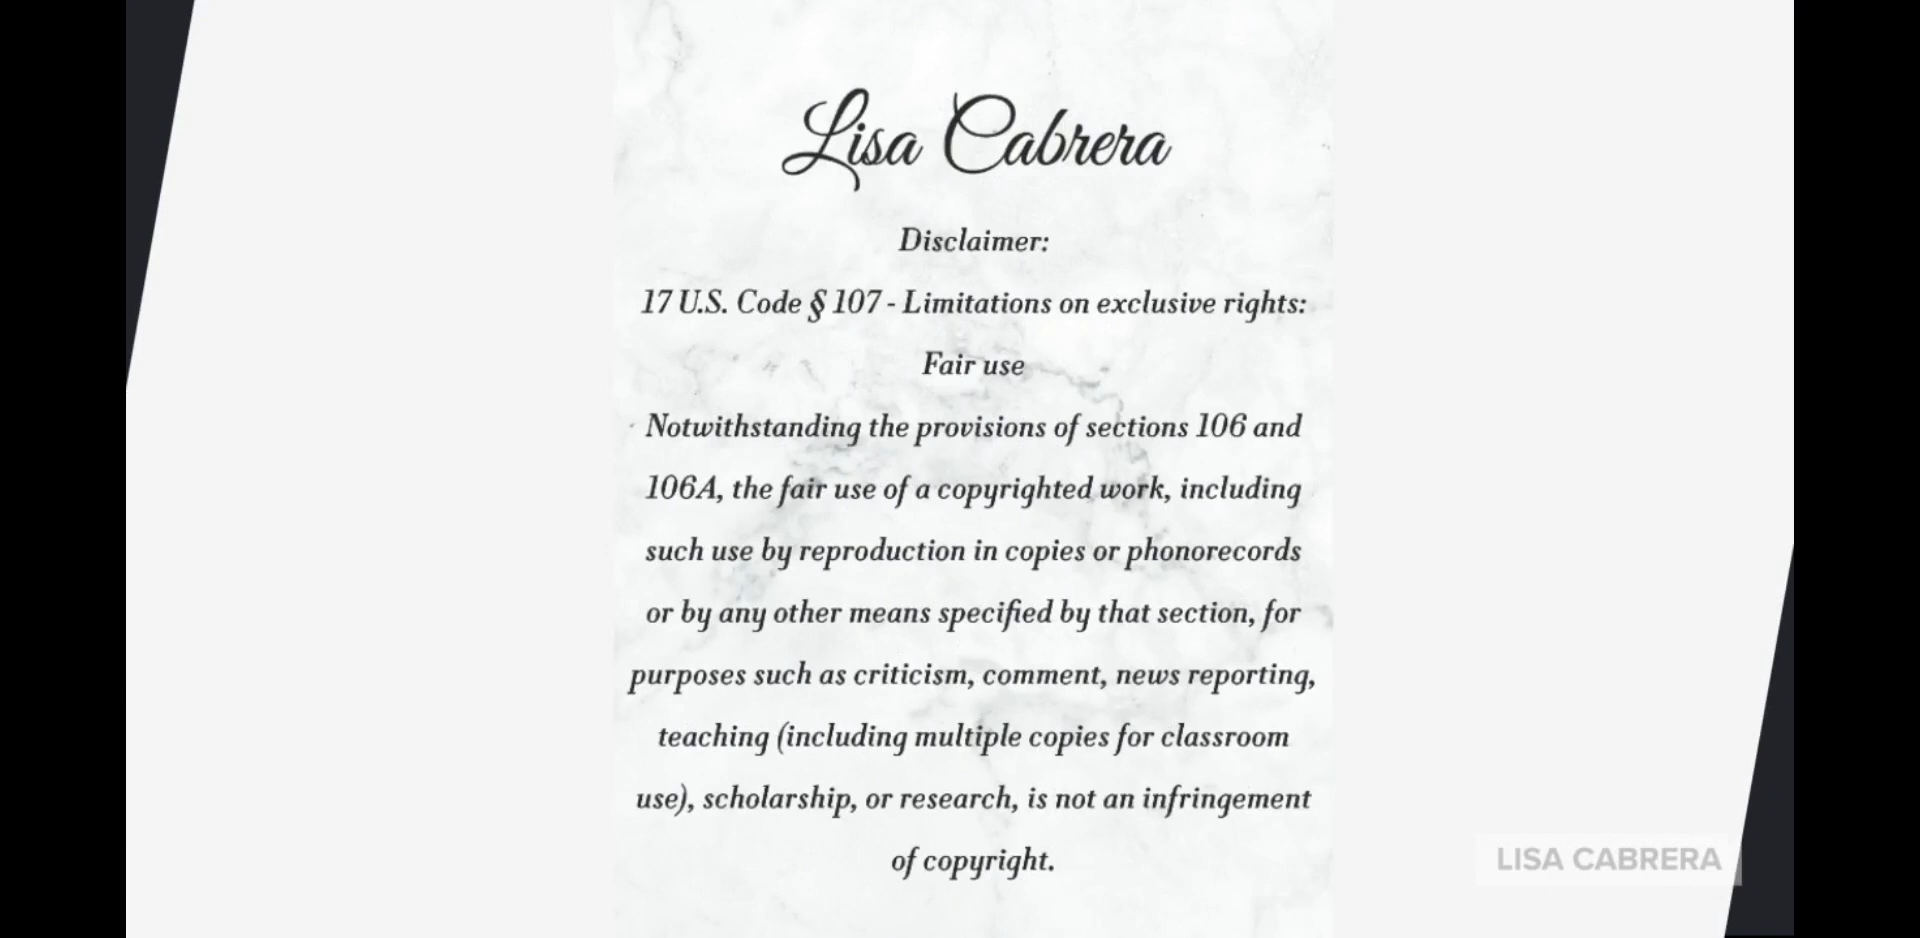 Lisa Cabrera
Disclaimer:
17 U.S. Code § 107 - Limitations on exclusive rights:
Fair use
Notwithstanding the provisions of sections 106 and
106A, the fair use of a copyrighted work, including
such use by reproduction in copies or phonorecords
or by any other means specified by that section, for
purposes such as criticism, comment, news reporting,
teaching (including multiple copies for classroom
use), scholarship, or research, is not an infringement
of copyright.
LISA CABRERA